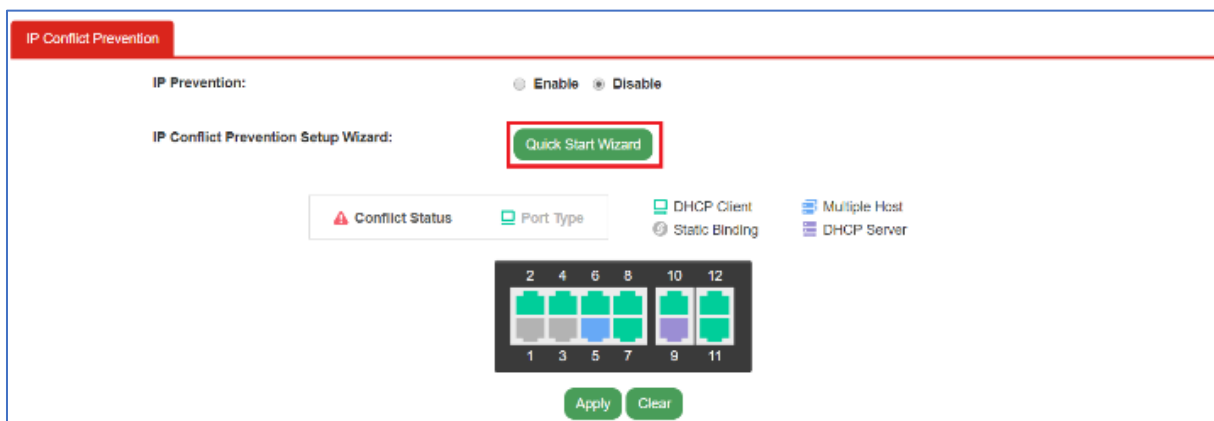 IP Conflict Prevention
IP Prevention: Enable Disable
IP Conflict Prevention Setup Wizard: Quick Start Wizard
Conflict Status Port Type DHCP Client Multiple Host
Static Binding DHCP Server
2 4 6 8 10 12
1 3 5 7 9 11
Apply Clear